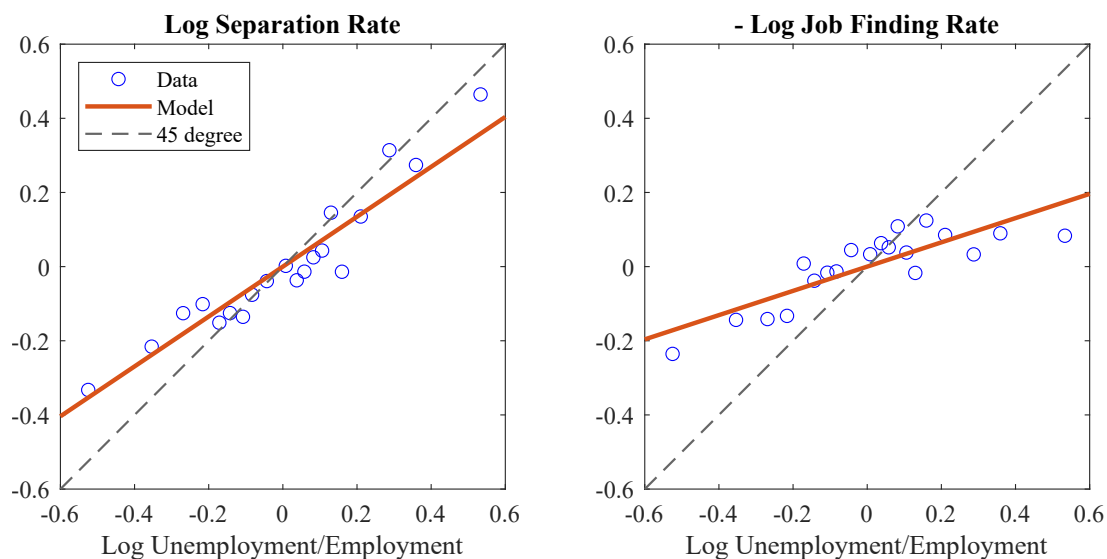 Log Separation Rate
0.6
0.4
0.2
0
-0.2
-0.4
-0.6
Data
Model
45 degree
-0.6 -0.4 -0.2 0 0.2 0.4 0.6
Log Unemployment/Employment
- Log Job Finding Rate
0.6
0.4
0.2
0
-0.2
-0.4
-0.6
-0.6 -0.4 -0.2 0 0.2 0.4 0.6
Log Unemployment/Employment